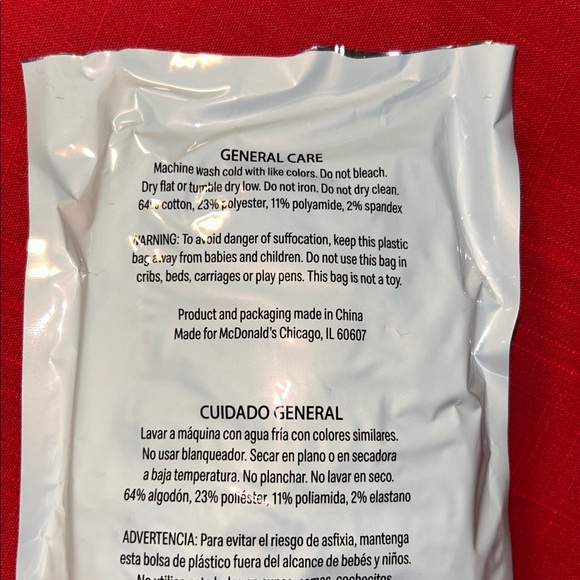 GENERAL CARE
Machine wash cold with like colors. Do not bleach.
Dry flat or tumble dry low. Do not iron. Do not dry clean.
64% cotton, 23% polyester, 11% polyamide, 2% spandex
WARNING: To avoid danger of suffocation, keep this plastic
bag away from babies and children. Do not use this bag in
cribs, beds, carriages or play pens. This bag is not a toy.
Product and packaging made in China
Made for McDonald's Chicago, IL 60607
CUIDADO GENERAL
Lavar a máquina con agua fría con colores similares.
No usar blanqueador. Secar en plano o en secadora
a baja temperatura. No planchar. No lavar en seco.
64% algodón, 23% poliéster, 11% poliamida, 2% elastano
ADVERTENCIA: Para evitar el riesgo de asfixia, mantenga
esta bolsa de plástico fuera del alcance de bebés y niños.